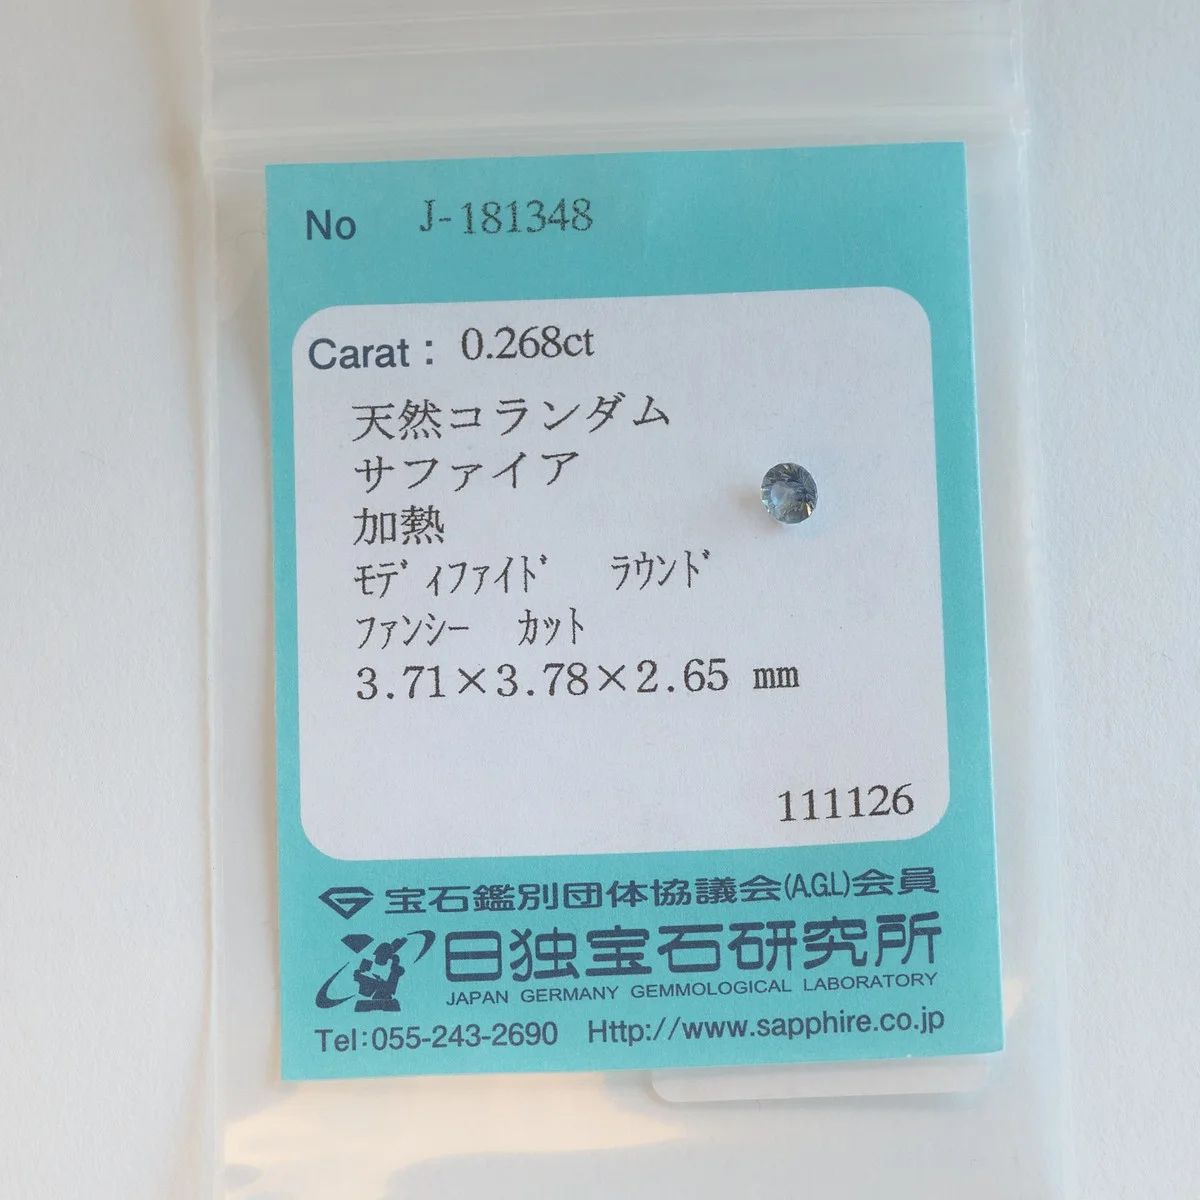 No J-181348
Carat : 0.268ct
天然コランダム
サファイア
加熱
ﾓﾃﾞｨﾌｧｲﾄﾞ ﾗｳﾝﾄﾞ
ﾌｧﾝｼｰ ｶｯﾄ
3.71×3.78×2.65 mm
111126
宝石鑑別団体協議会(A.G.L)会員
日独宝石研究所
JAPAN GERMANY GEMMOLOGICAL LABORATORY
Tel:055-243-2690 Http://www.sapphire.co.jp